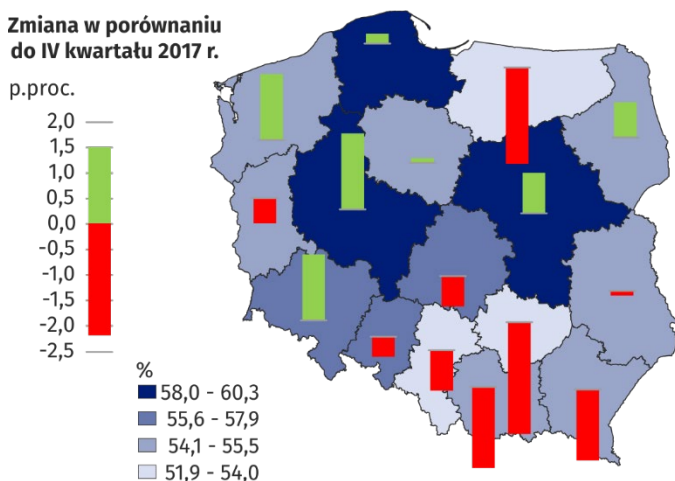 Zmiana w porównaniu
do IV kwartału 2017 r.
p.proc.
2,0
1,5
1,0
0,5
0,0
-0,5
-1,0
-1,5
-2,0
-2,5
%
58,0 - 60,3
55,6 - 57,9
54,1 - 55,5
51,9 - 54,0